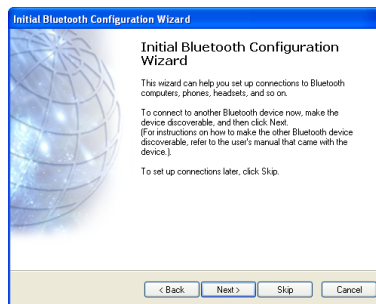 Initial Bluetooth Configuration Wizard
Initial Bluetooth Configuration
Wizard
This wizard can help you set up connections to Bluetooth
computers, phones, headsets, and so on.
To connect to another Bluetooth device now, make the
device discoverable, and then click Next.
(For instructions on how to make the other Bluetooth device
discoverable, refer to the user's manual that came with the
device.).
To set up connections later, click Skip.
< Back Next > Skip Cancel